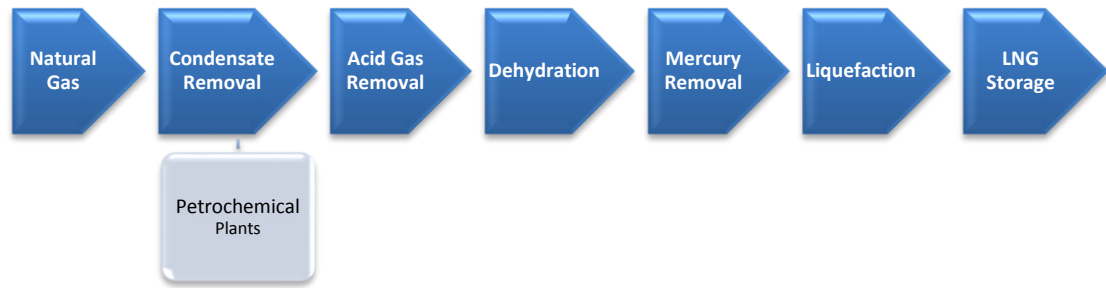 Natural
Gas
Condensate
Removal
Acid Gas
Removal
Dehydration
Mercury
Removal
Liquefaction
LNG
Storage
Petrochemical
Plants